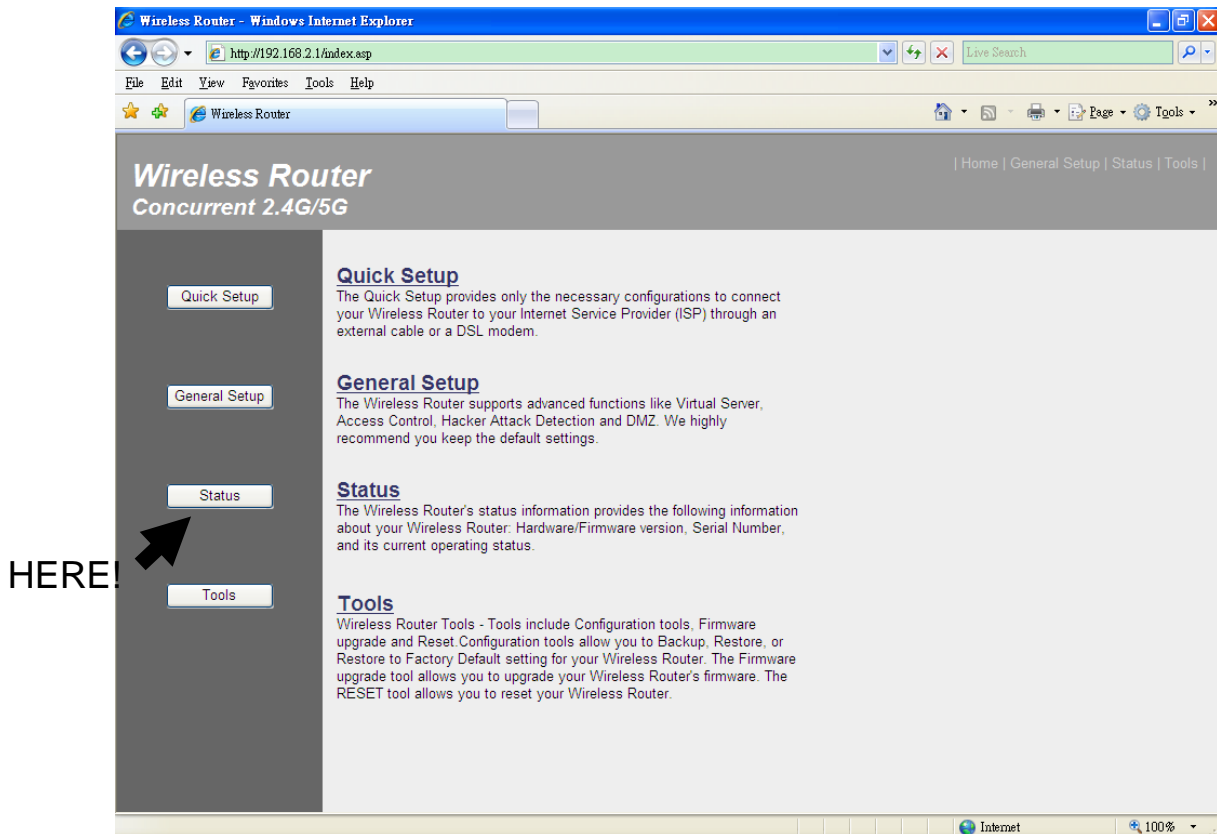 Wireless Router - Windows Internet Explorer
http://192.168.2.1/index.asp
Live Search
File Edit View Favorites Tools Help
Wireless Router
Page Tools »
Wireless Router
Concurrent 2.4G/5G
| Home | General Setup | Status | Tools |
Quick Setup
Quick Setup
The Quick Setup provides only the necessary configurations to connect
your Wireless Router to your Internet Service Provider (ISP) through an
external cable or a DSL modem.
General Setup
General Setup
The Wireless Router supports advanced functions like Virtual Server,
Access Control, Hacker Attack Detection and DMZ. We highly
recommend you keep the default settings.
Status
Status
The Wireless Router's status information provides the following information
about your Wireless Router: Hardware/Firmware version, Serial Number,
and its current operating status.
HERE!
Tools
Tools
Wireless Router Tools - Tools include Configuration tools, Firmware
upgrade and Reset.Configuration tools allow you to Backup, Restore, or
Restore to Factory Default setting for your Wireless Router. The Firmware
upgrade tool allows you to upgrade your Wireless Router's firmware. The
RESET tool allows you to reset your Wireless Router.
Internet
100%